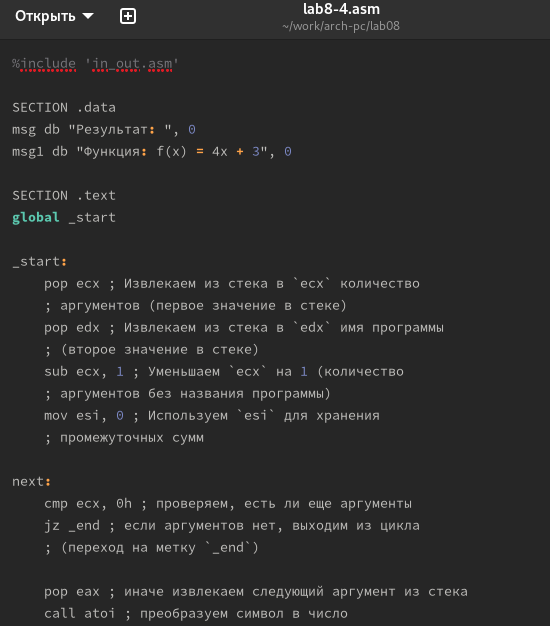 Открыть
lab8-4.asm
~/work/arch-pc/lab08
%include 'in_out.asm'
SECTION .data
msg db "Результат: ", 0
msg1 db "Функция: f(x) = 4x + 3", 0
SECTION .text
global _start
_start:
pop ecx ; Извлекаем из стека в `ecx` количество
; аргументов (первое значение в стеке)
pop edx ; Извлекаем из стека в `edx` имя программы
; (второе значение в стеке)
sub ecx, 1 ; Уменьшаем `ecx` на 1 (количество
; аргументов без названия программы)
mov esi, 0 ; Используем `esi` для хранения
; промежуточных сумм
next:
cmp ecx, 0h ; проверяем, есть ли еще аргументы
jz _end ; если аргументов нет, выходим из цикла
; (переход на метку `_end`)
pop eax ; иначе извлекаем следующий аргумент из стека
call atoi ; преобразуем символ в число